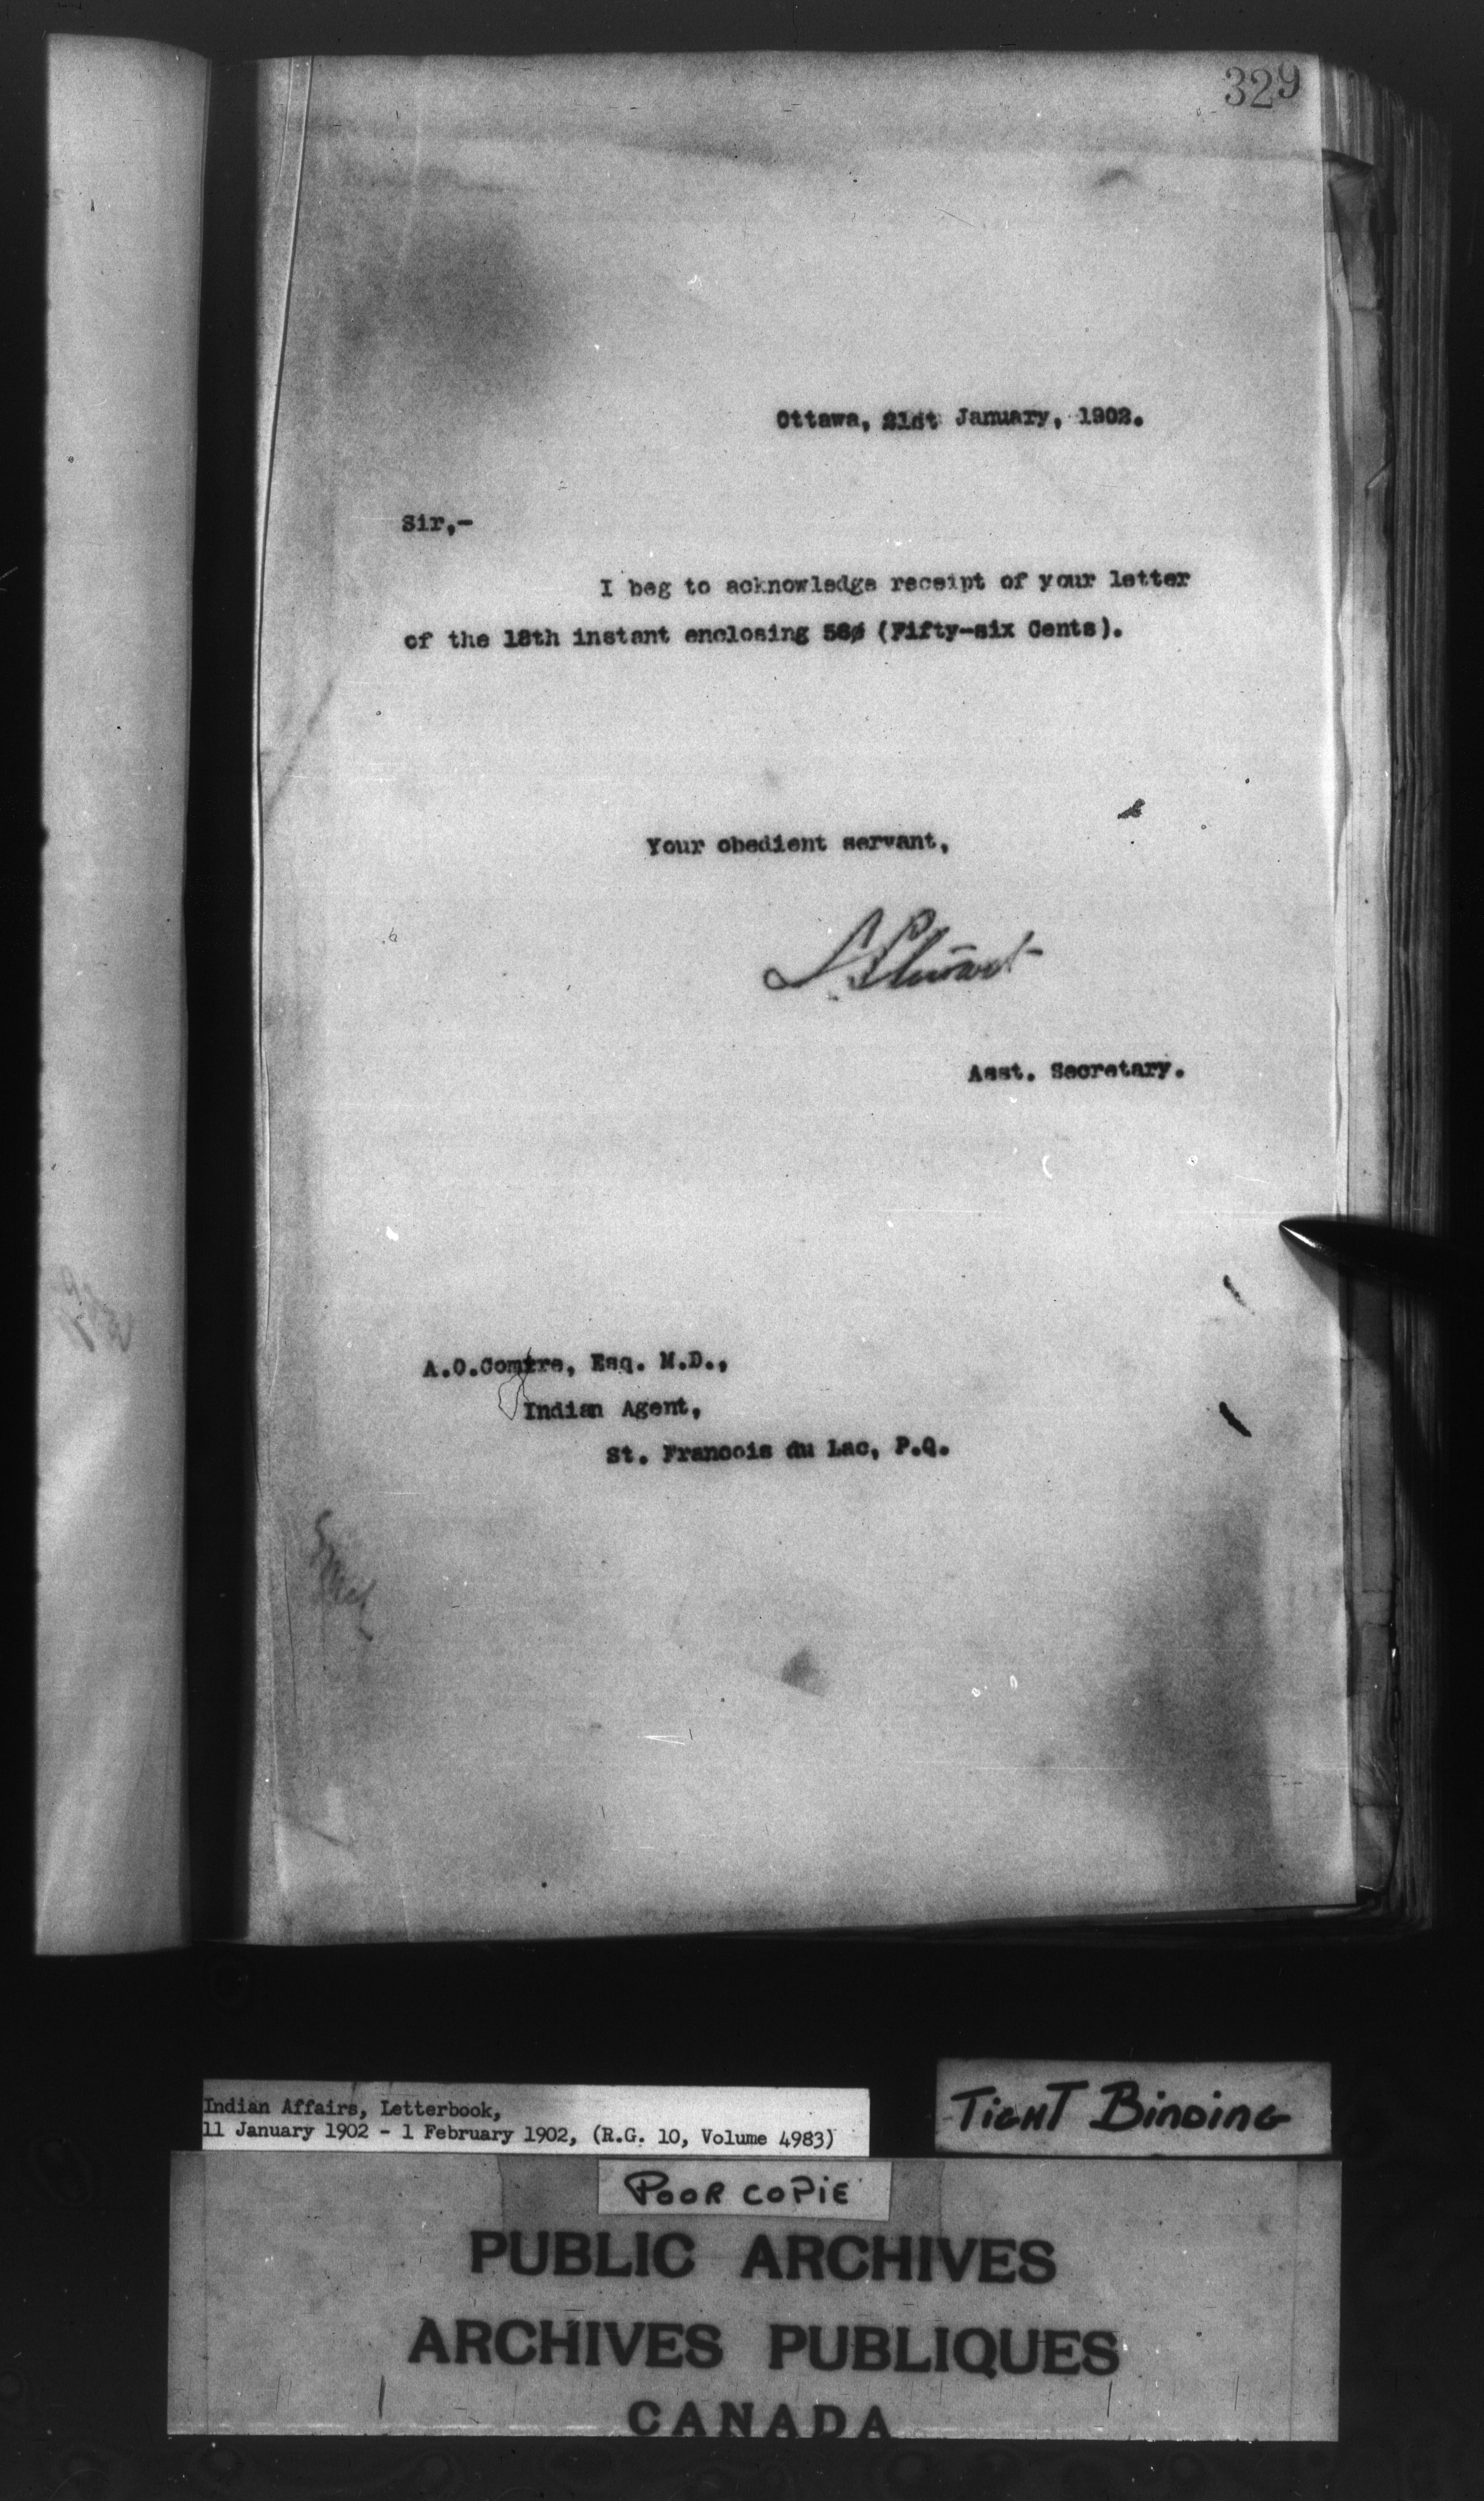 329
Ottawa, 21st January, 1902.
Sir,-
I beg to acknowledge receipt of your letter
of the 18th instant enclosing 56¢ (Fifty-six Cents).
Your obedient servant,
S. Stewart
Asst. Secretary.
A.O.Comire, Esq. M.D.,
Indian Agent,
St. Francois du Lac, P.Q.
Indian Affairs, Letterbook,
11 January 1902 - 1 February 1902, (R.G. 10, Volume 4983)
TIGHT BINDING
POOR COPIE
PUBLIC ARCHIVES
ARCHIVES PUBLIQUES
CANADA